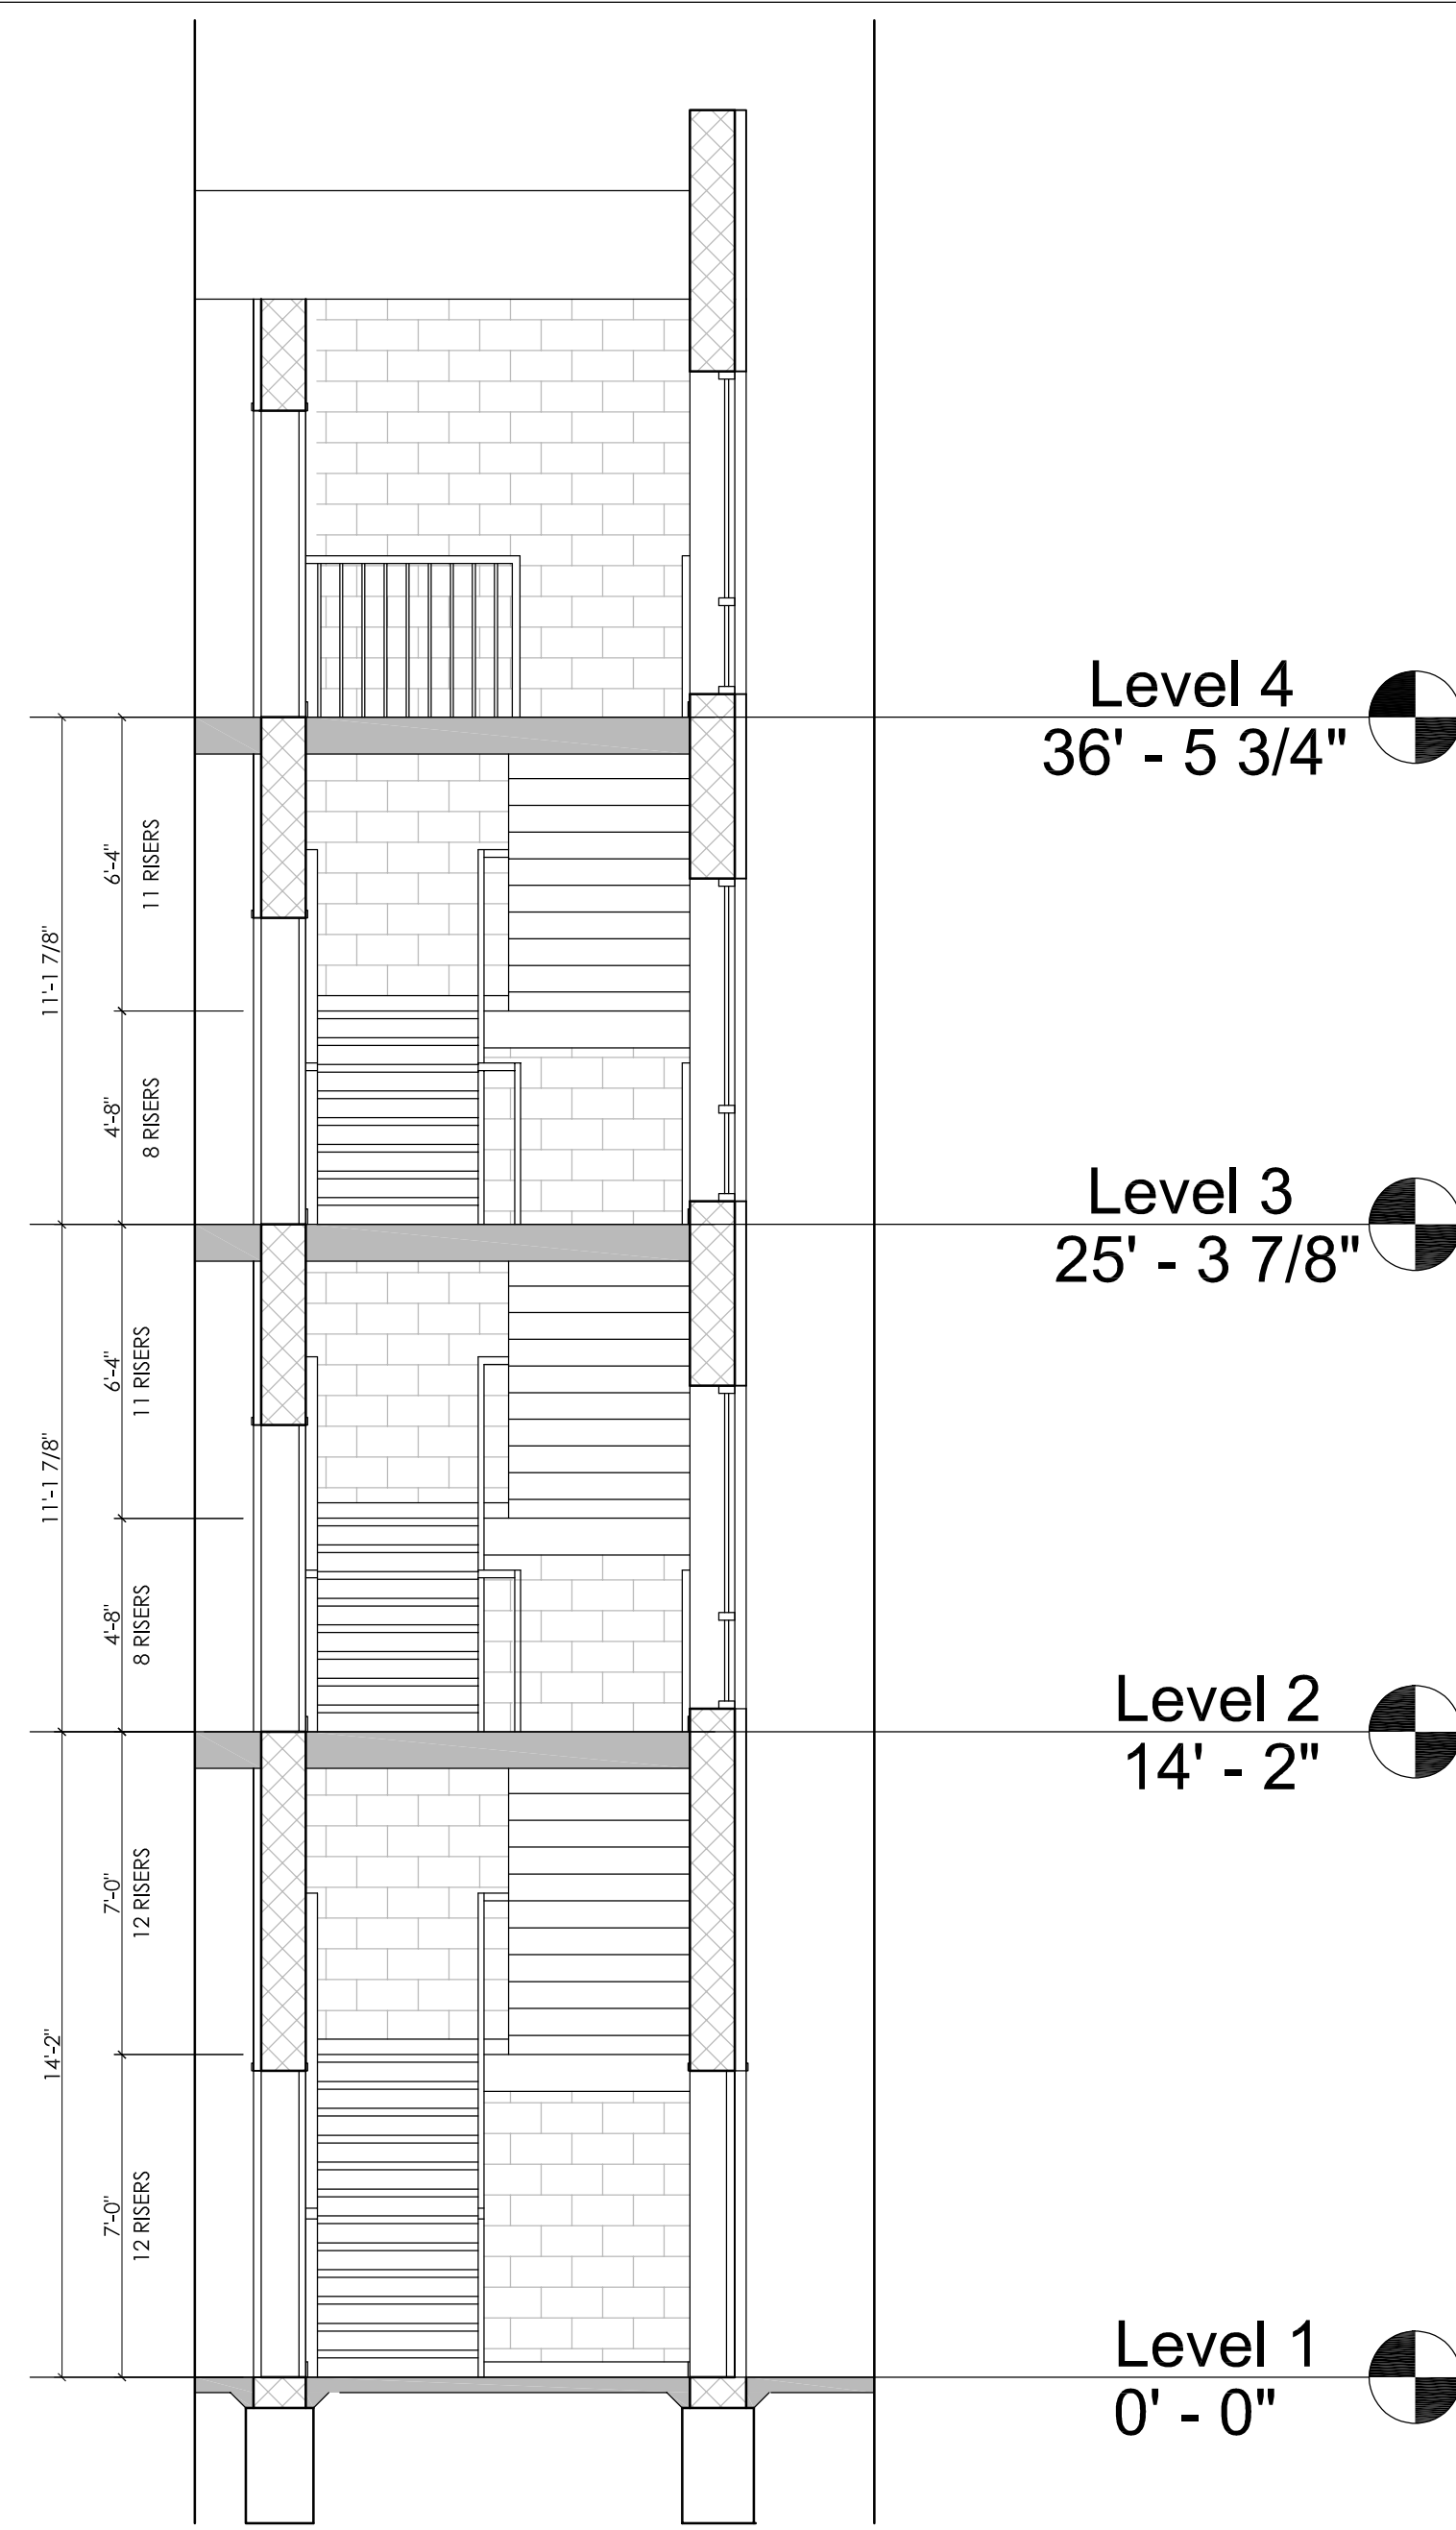 Level 4
36' - 5 3/4"
6'-4"
11 RISERS
11'-1 7/8"
4'-8"
8 RISERS
Level 3
25' - 3 7/8"
6'-4"
11 RISERS
11'-1 7/8"
4'-8"
8 RISERS
Level 2
14' - 2"
7'-0"
12 RISERS
14'-2"
7'-0"
12 RISERS
Level 1
0' - 0"